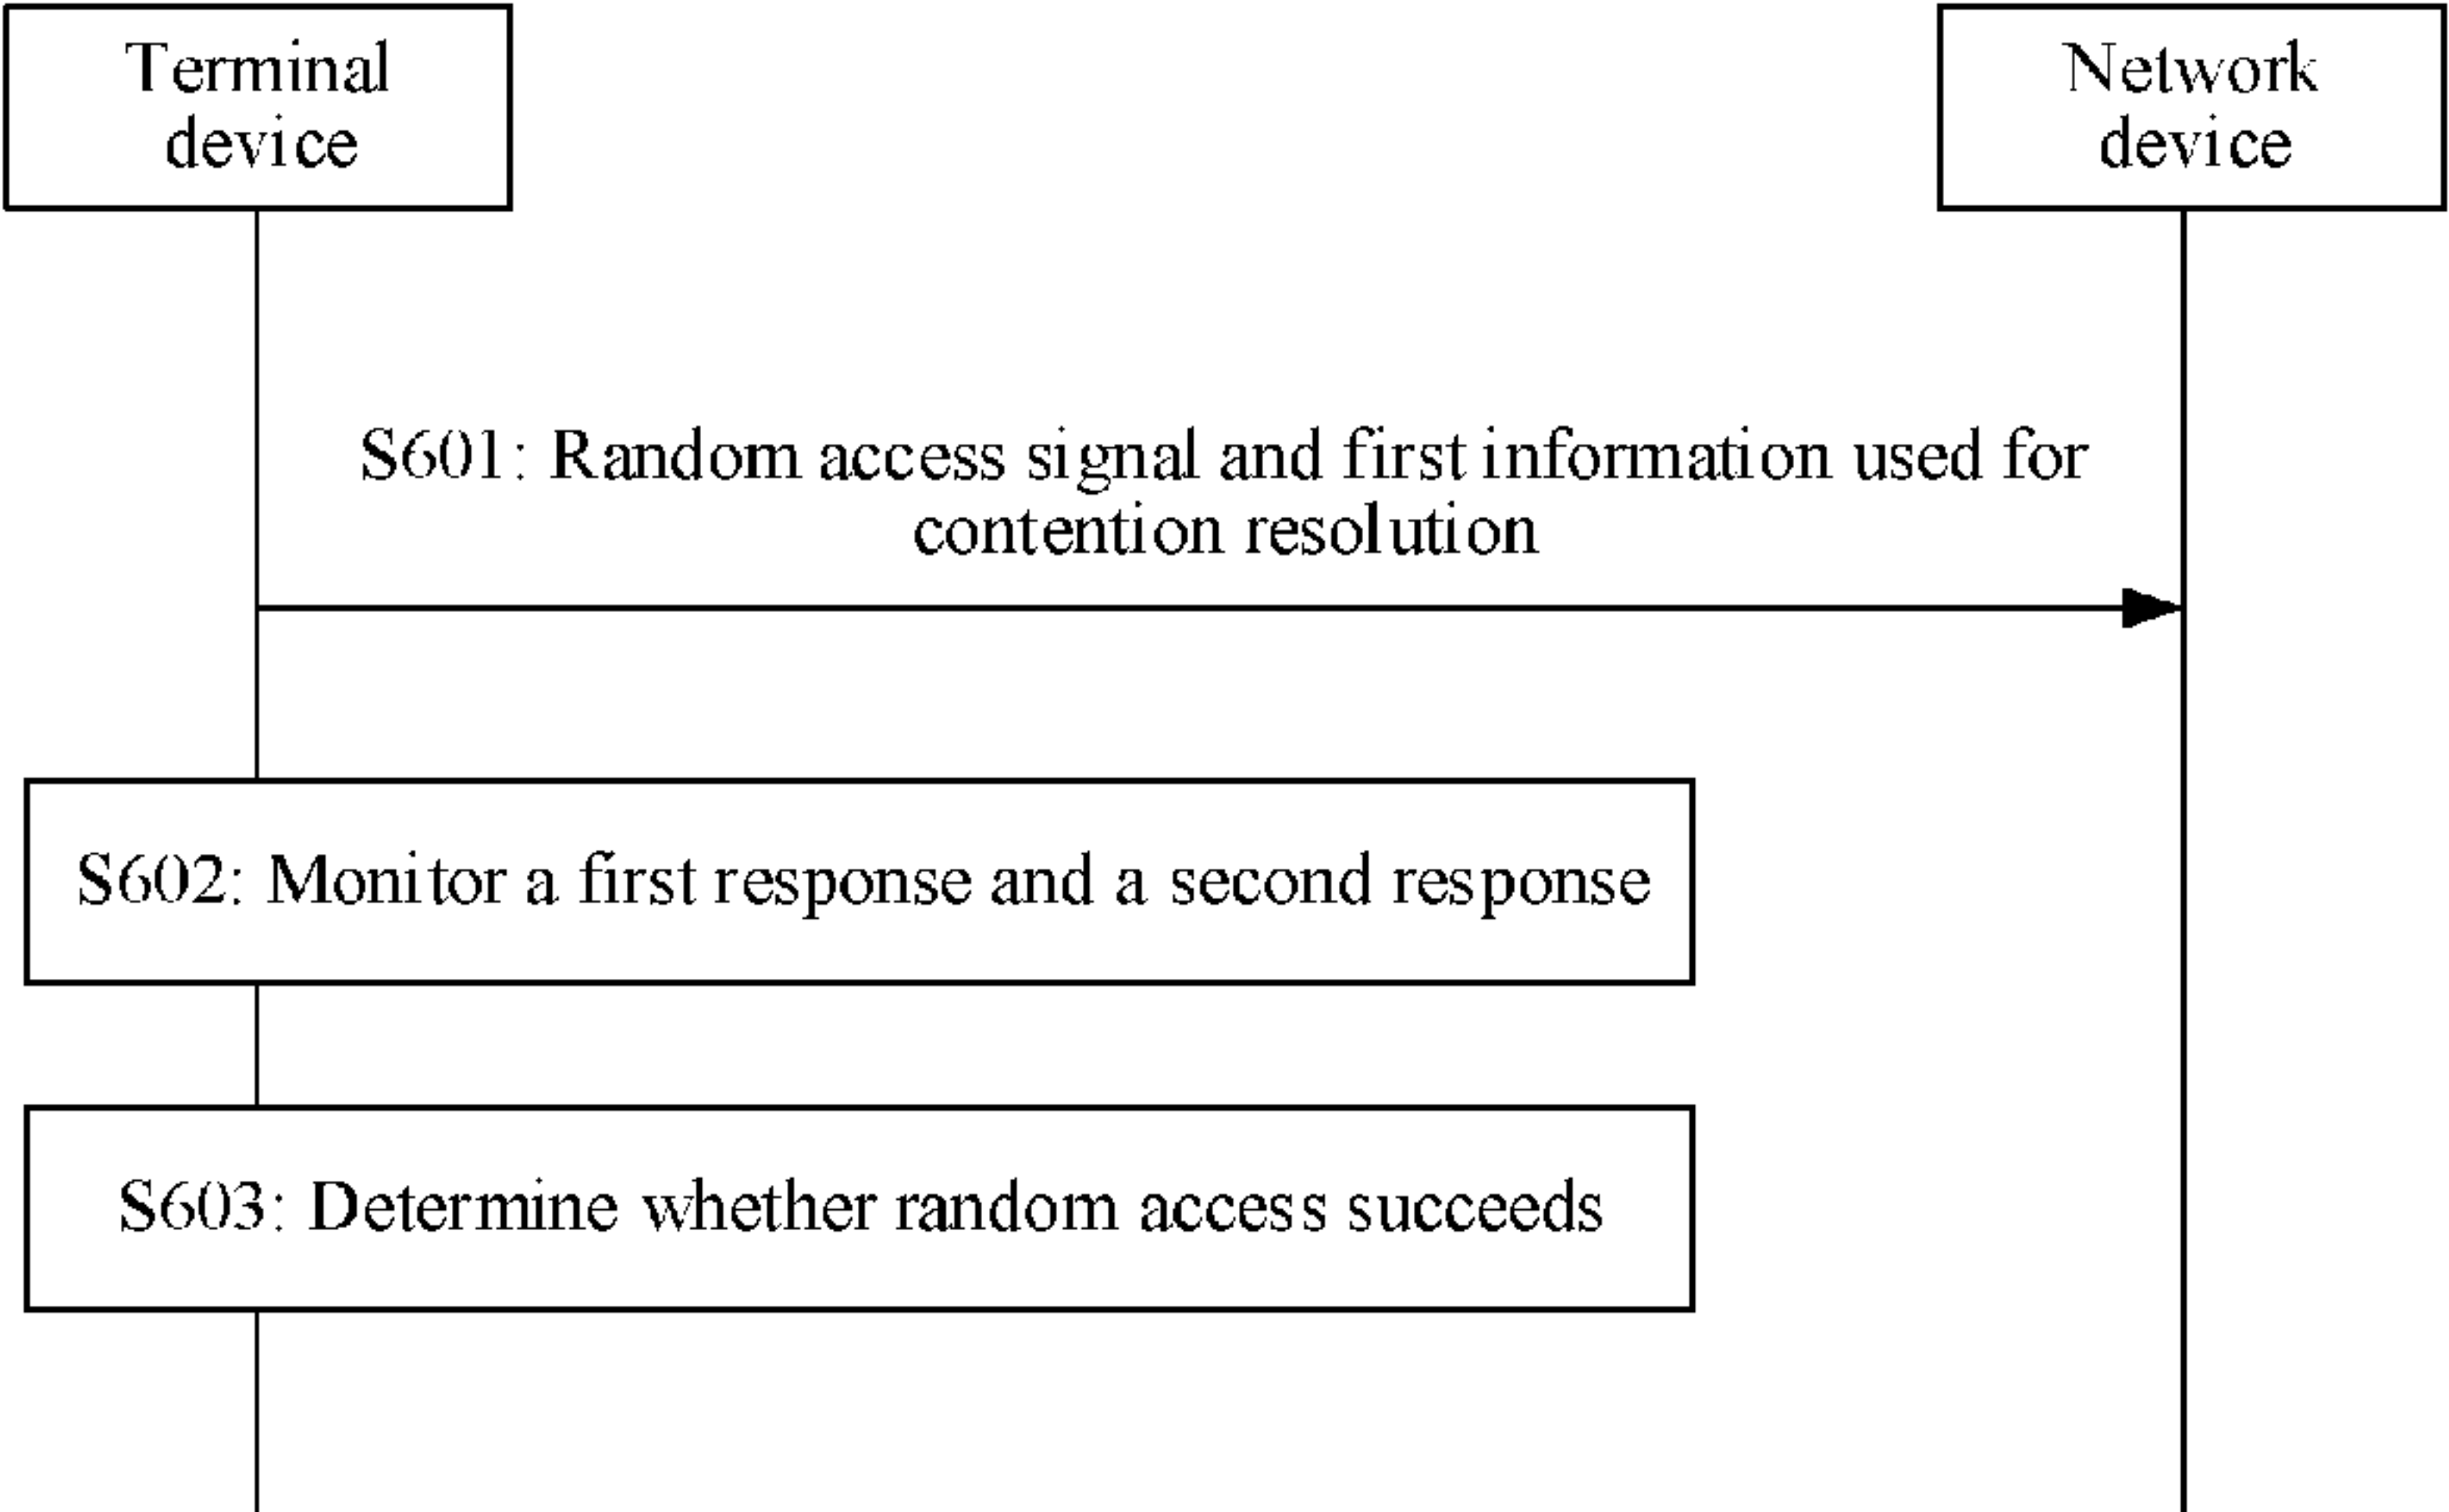 Terminal
device
Network
device
S601: Random access signal and first information used for
contention resolution
S602: Monitor a first response and a second response
S603: Determine whether random access succeeds